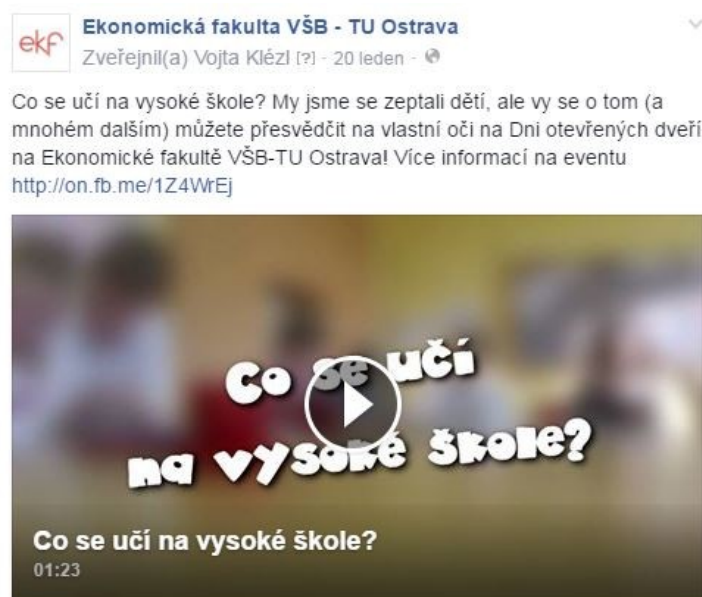 ekf
Ekonomická fakulta VŠB - TU Ostrava
Zveřejnil(a) Vojta Klézl [?] · 20 leden ·
Co se učí na vysoké škole? My jsme se zeptali dětí, ale vy se o tom (a
mnohém dalším) můžete přesvědčit na vlastní oči na Dni otevřených dveří
na Ekonomické fakultě VŠB-TU Ostrava! Více informací na eventu
http://on.fb.me/1Z4WrEj
Co se učí
na vysoké škole?
Co se učí na vysoké škole?
01:23